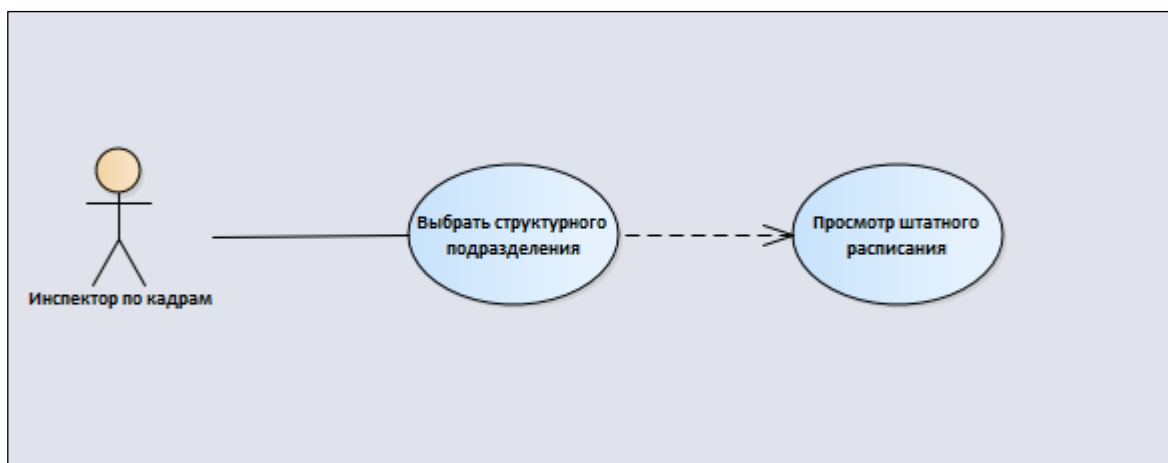 Инспектор по кадрам
Выбрать структурного
подразделения
Просмотр штатного
расписания